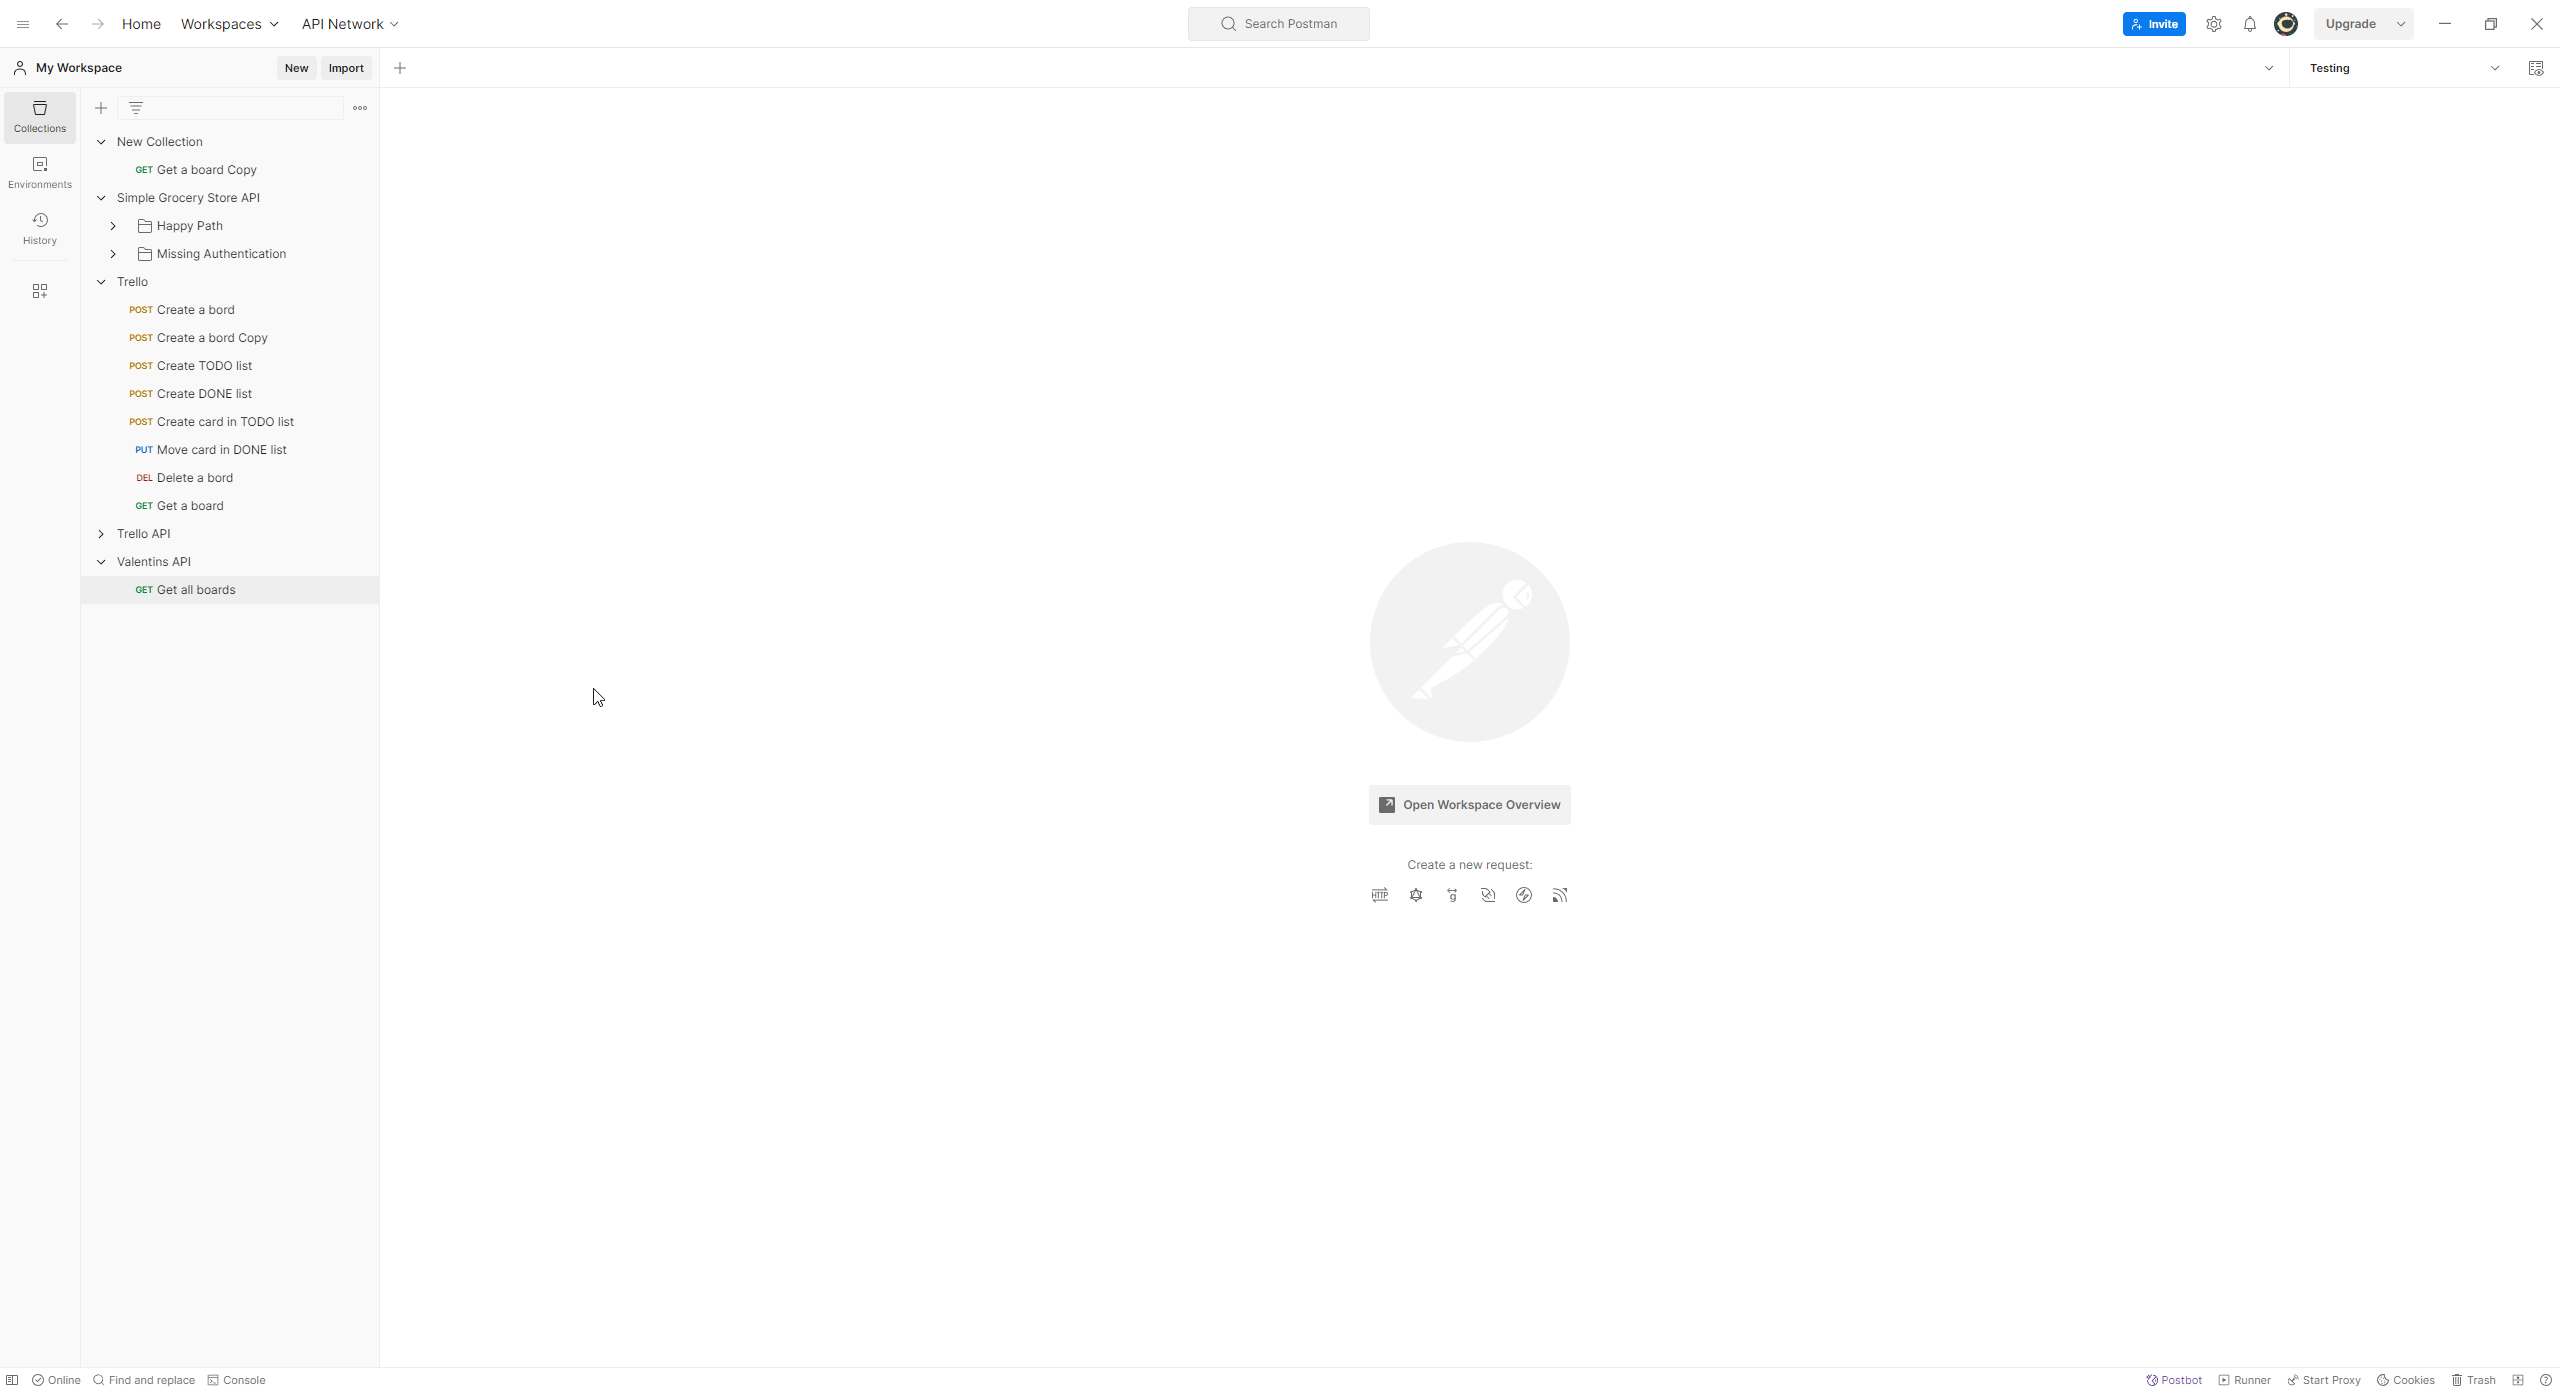 Home Workspaces API Network Search Postman Invite Upgrade
My Workspace New Import Testing
Collections
Environments
History
New Collection
GET Get a board Copy
Simple Grocery Store API
Happy Path
Missing Authentication
Trello
POST Create a bord
POST Create a bord Copy
POST Create TODO list
POST Create DONE list
POST Create card in TODO list
PUT Move card in DONE list
DEL Delete a bord
GET Get a board
Trello API
Valentins API
GET Get all boards
Open Workspace Overview
Create a new request:
HTTP g
Online Find and replace Console Postbot Runner Start Proxy Cookies Trash